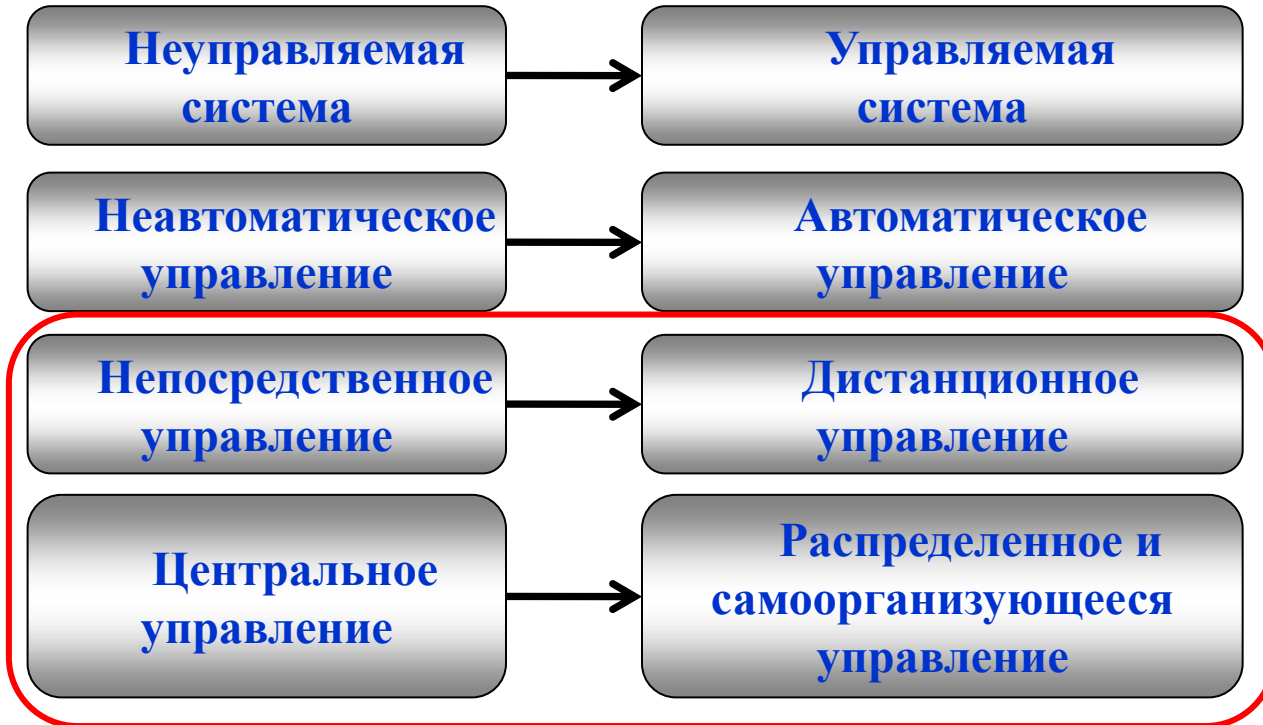 Неуправляемая
система
Управляемая
система
Неавтоматическое
управление
Автоматическое
управление
Непосредственное
управление
Дистанционное
управление
Центральное
управление
Распределенное и
самоорганизующееся
управление